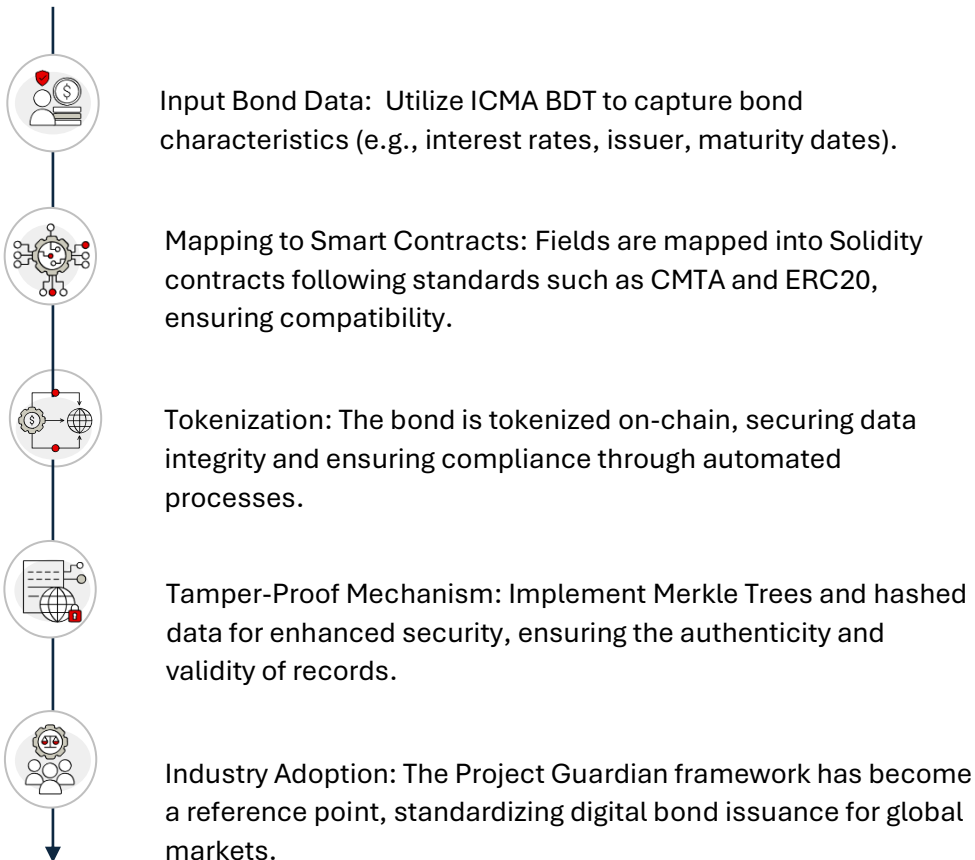 Input Bond Data:  Utilize ICMA BDT to capture bond
characteristics (e.g., interest rates, issuer, maturity dates).
Mapping to Smart Contracts: Fields are mapped into Solidity
contracts following standards such as CMTA and ERC20,
ensuring compatibility.
Tokenization: The bond is tokenized on-chain, securing data
integrity and ensuring compliance through automated
processes.
Tamper-Proof Mechanism: Implement Merkle Trees and hashed
data for enhanced security, ensuring the authenticity and
validity of records.
Industry Adoption: The Project Guardian framework has become
a reference point, standardizing digital bond issuance for global
markets.